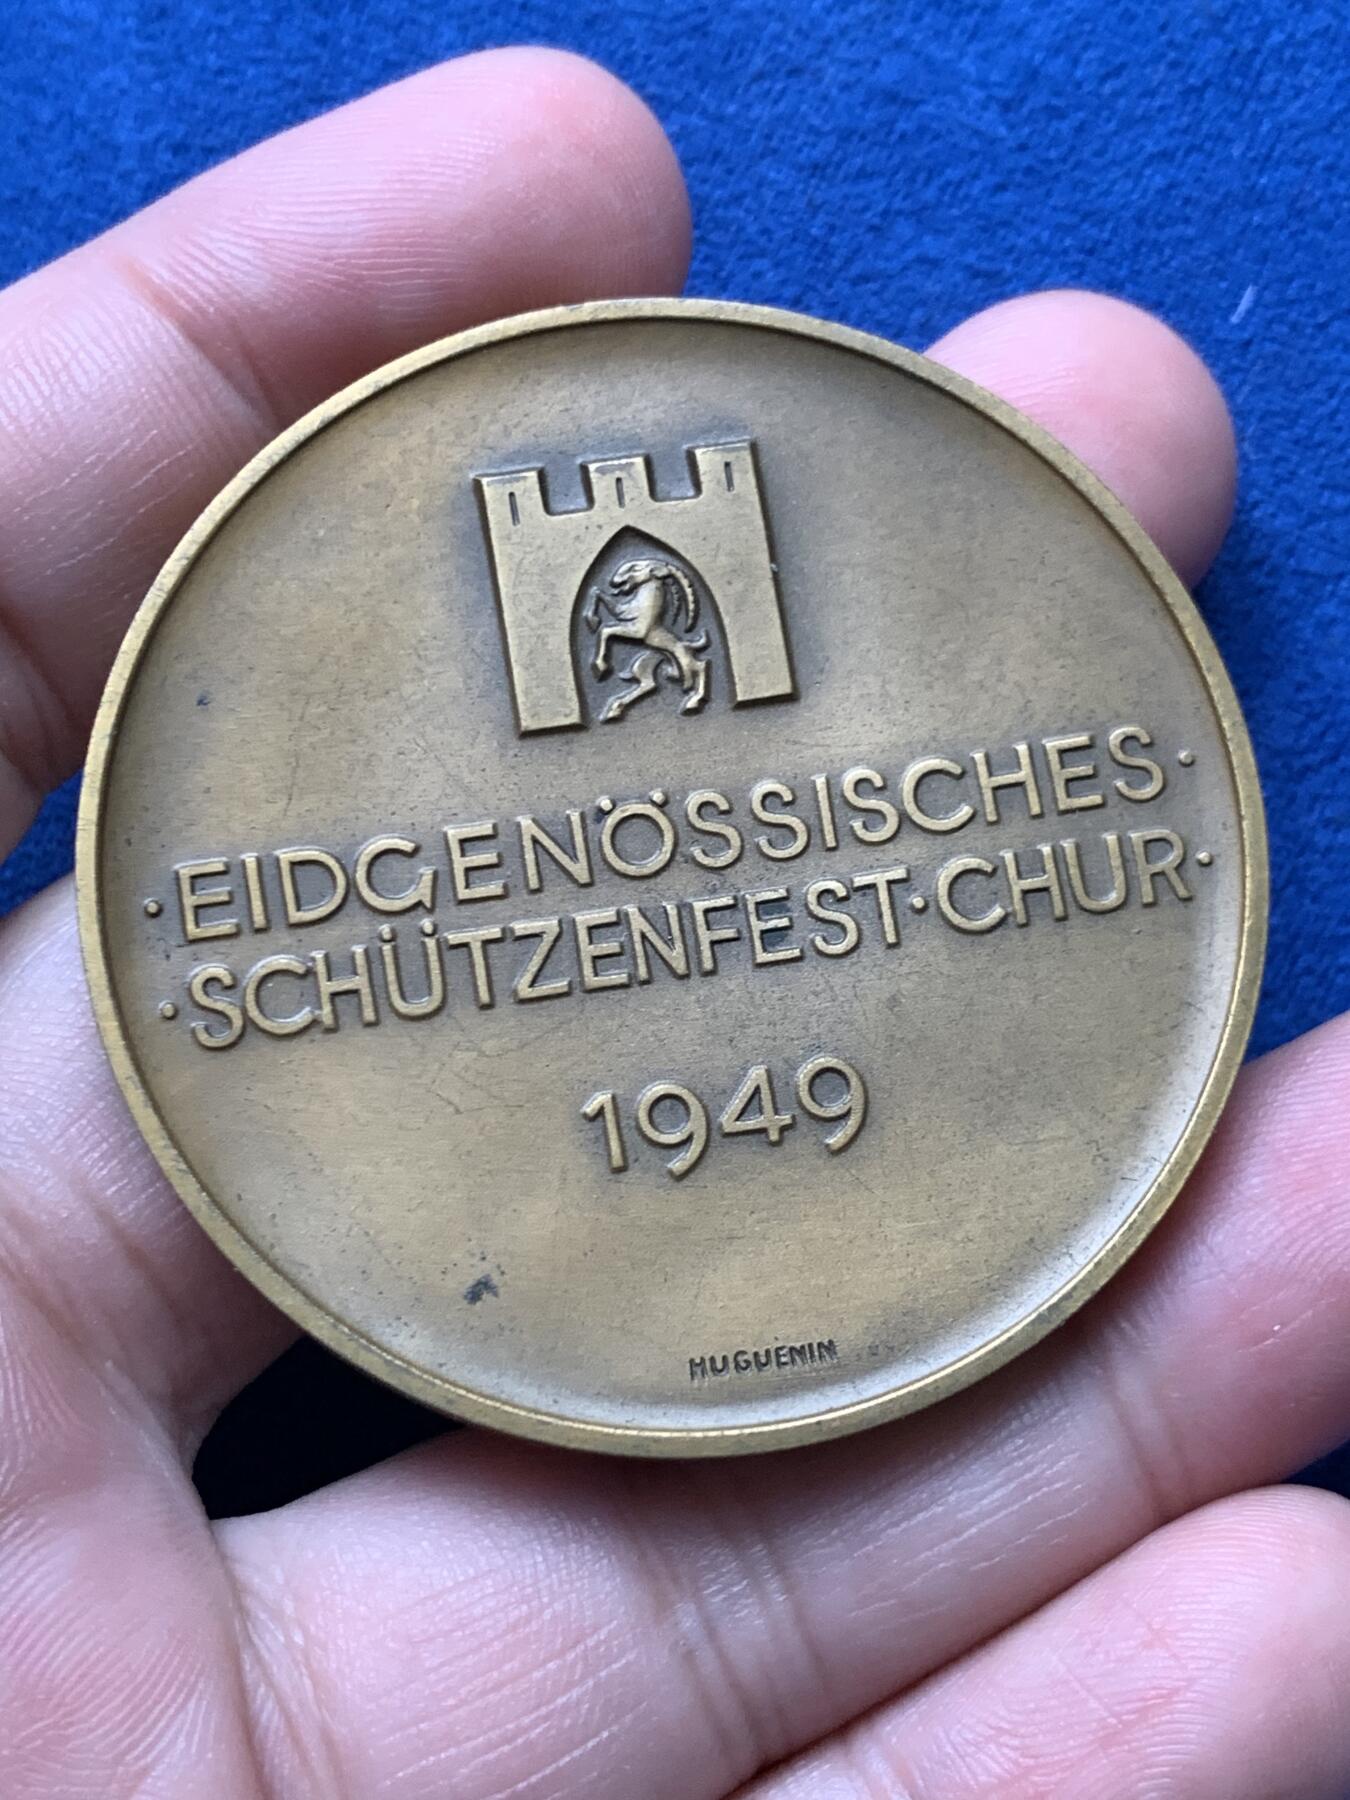 ·EIDGENÖSSISCHES·
·SCHÜTZENFEST·CHUR·
1949
HUGUENIN